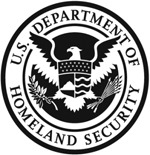 U.S. DEPARTMENT OF
HOMELAND SECURITY